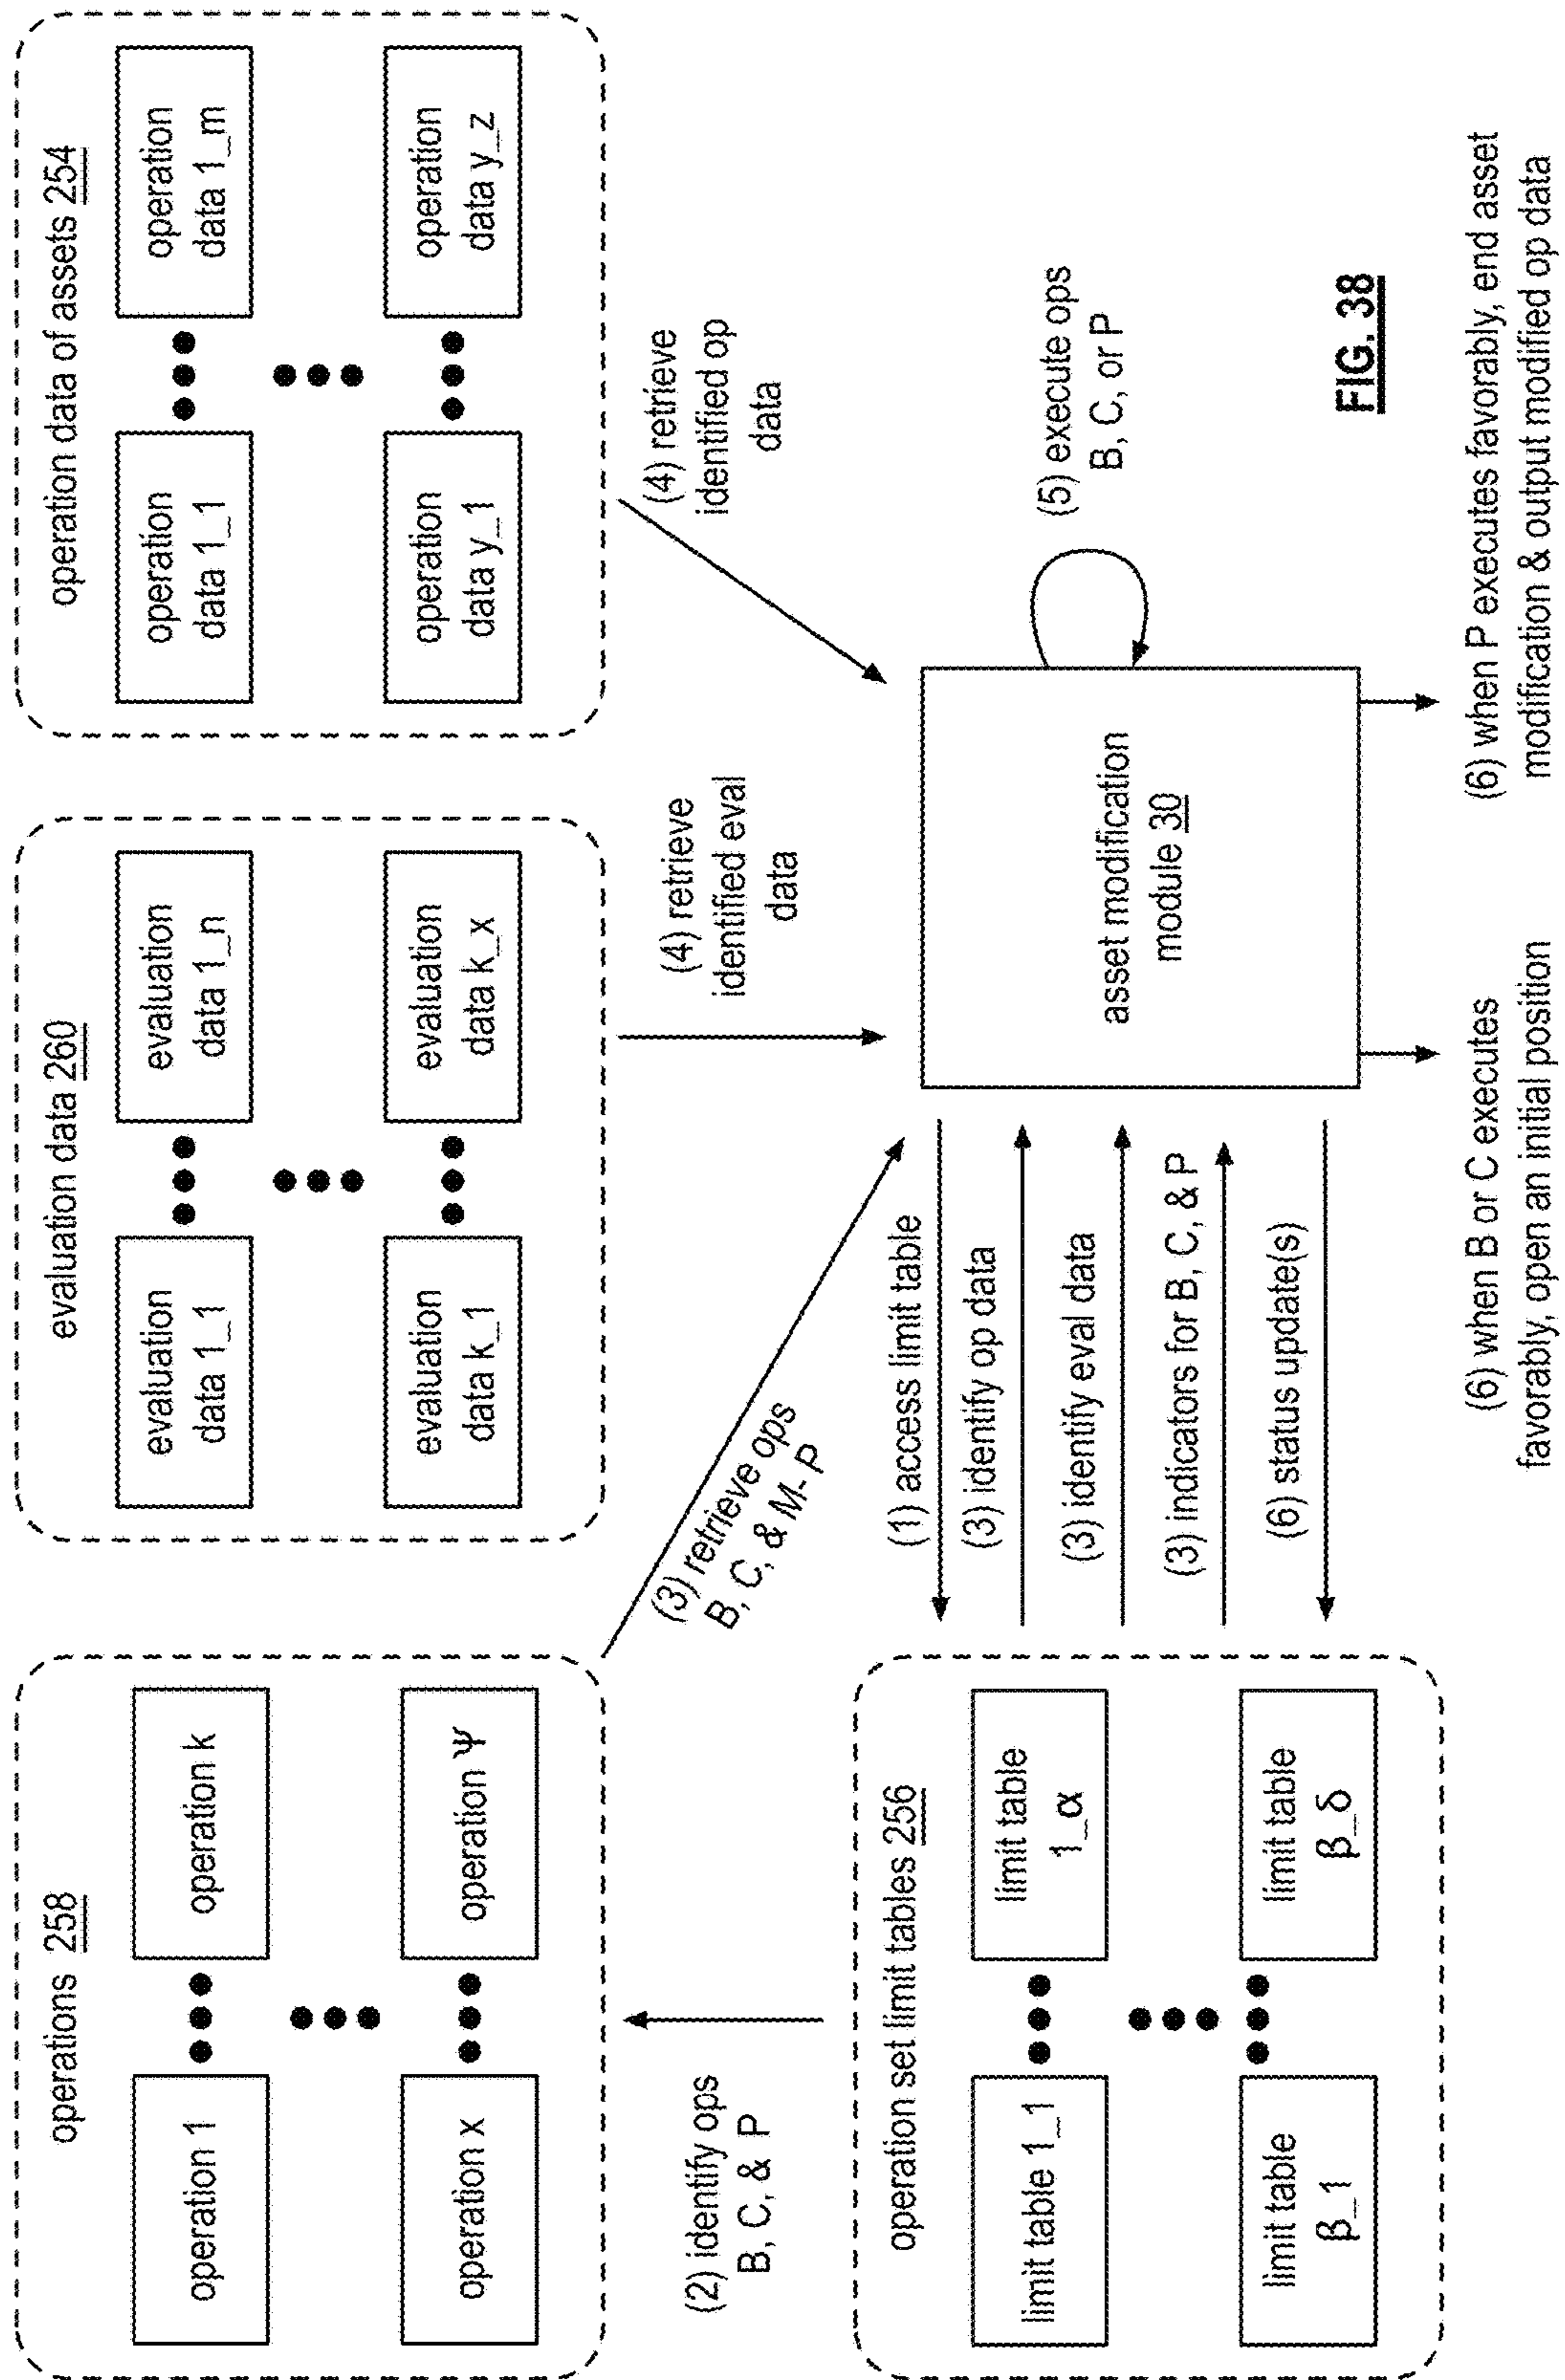 operations 258
operation 1
operation k
operation x
operation Ψ
evaluation data 260
evaluation
data 1_1
evaluation
data 1_n
evaluation
data k_1
evaluation
data k_x
operation data of assets 254
operation
data 1_1
operation
data 1_m
operation
data y_1
operation
data y_z
(2) identify ops
B, C, & P
(3) retrieve ops
B, C, & M-P
(4) retrieve
identified eval
data
(4) retrieve
identified op
data
operation set limit tables 256
limit table 1_1
limit table
1_α
limit table
β_1
limit table
β_δ
(1) access limit table
(3) identify op data
(3) identify eval data
(3) indicators for B, C, & P
(6) status update(s)
asset modification
module 30
(5) execute ops
B, C, or P
(6) when B or C executes
favorably, open an initial position
(6) when P executes favorably, end asset
modification & output modified op data
FIG. 38